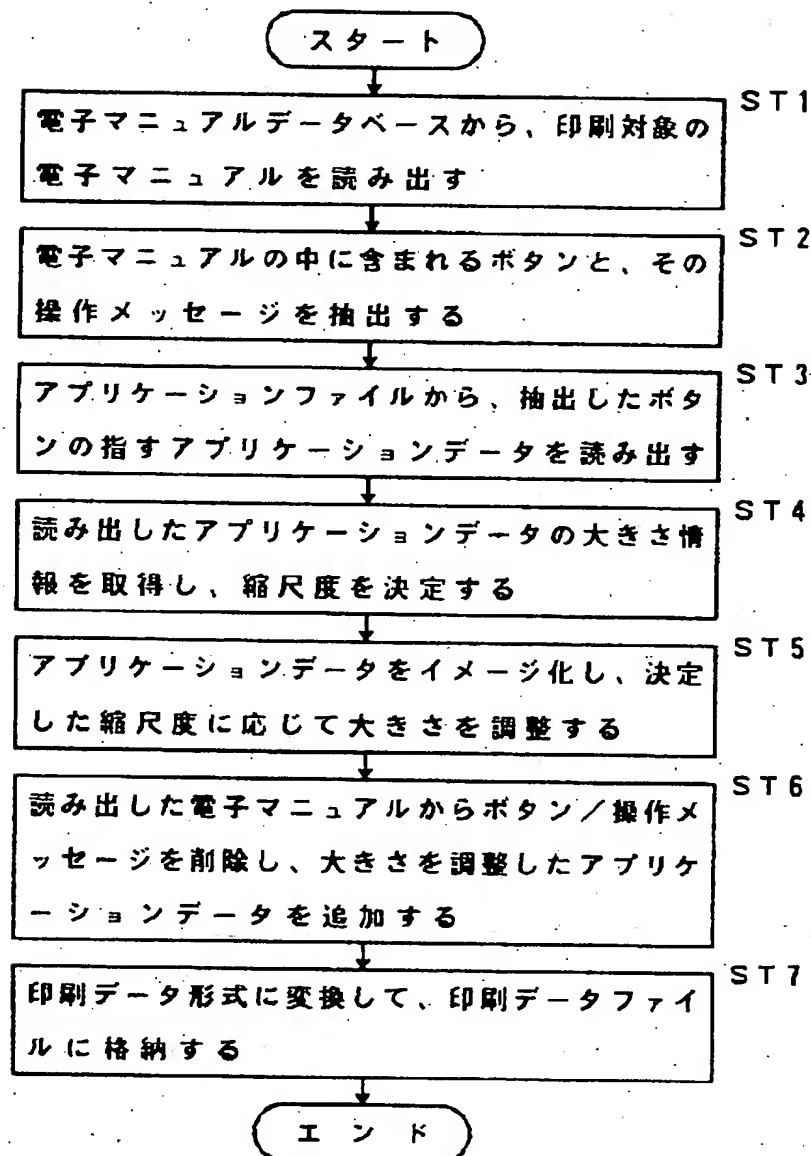 スタート
ST1
電子マニュアルデータベースから、印刷対象の
電子マニュアルを読み出す
ST2
電子マニュアルの中に含まれるボタンと、その
操作メッセージを抽出する
ST3
アプリケーションファイルから、抽出したボタ
ンの指すアプリケーションデータを読み出す
ST4
読み出したアプリケーションデータの大きさ情
報を取得し、縮尺度を決定する
ST5
アプリケーションデータをイメージ化し、決定
した縮尺度に応じて大きさを調整する
ST6
読み出した電子マニュアルからボタン/操作メ
ッセージを削除し、大きさを調整したアプリケ
ーションデータを追加する
ST7
印刷データ形式に変換して、印刷データファイ
ルに格納する
エンド